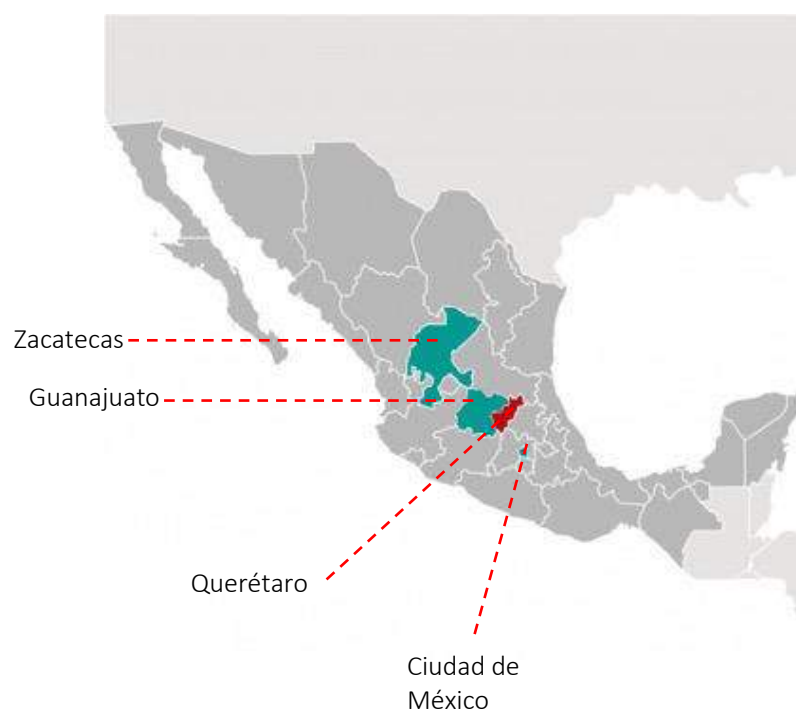 Zacatecas
Guanajuato
Querétaro
Ciudad de
México